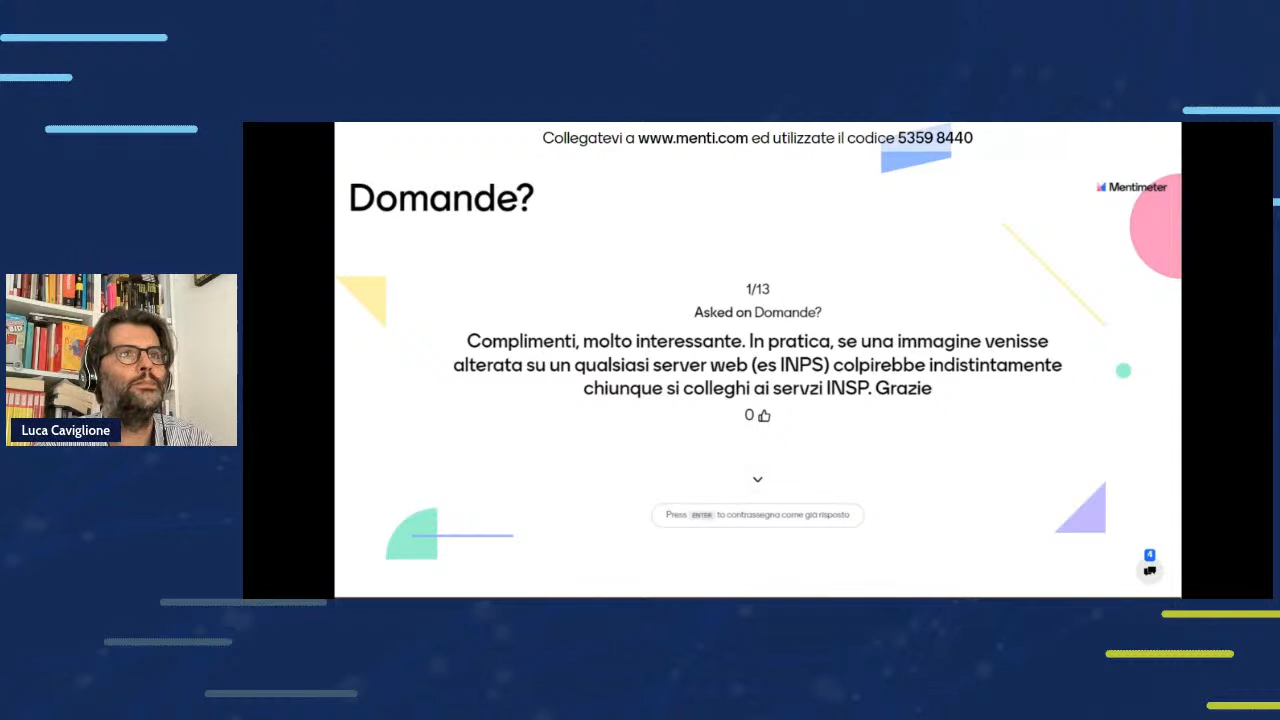 Collegatevi a www.menti.com ed utilizzate il codice 5359 8440
Domande?
Mentimeter
1/13
Asked on Domande?
Complimenti, molto interessante. In pratica, se una immagine venisse
alterata su un qualsiasi server web (es INPS) colpirebbe indistintamente
chiunque si colleghi ai servzi INSP. Grazie
0
Press ENTER to contrassegna come già risposto
4
Luca Caviglione